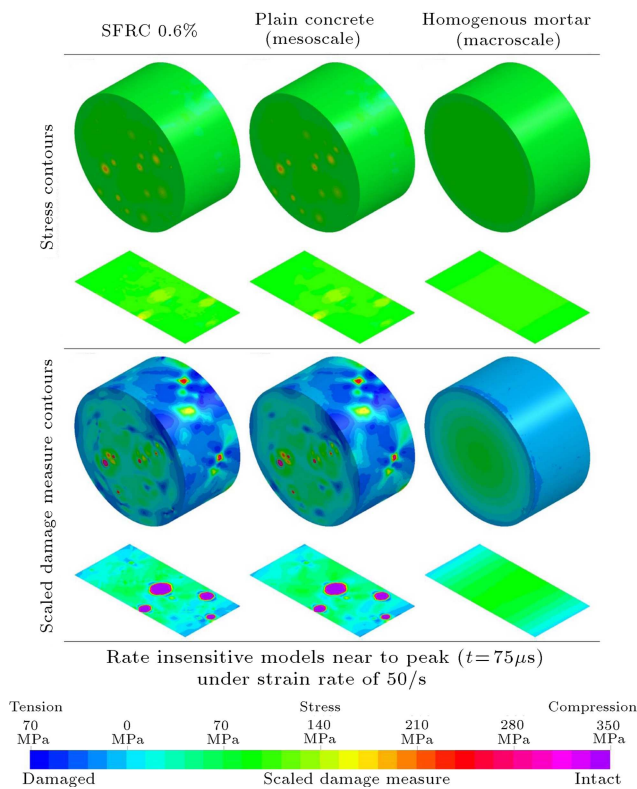 SFRC 0.6%
Plain concrete
(mesoscale)
Homogenous mortar
(macroscale)
Stress contours
Scaled damage measure contours
Rate insensitive models near to peak (t=75μs)
under strain rate of 50/s
Tension Stress Compression
70 0 70 140 210 280 350
MPa MPa MPa MPa MPa MPa MPa
Damaged Scaled damage measure Intact